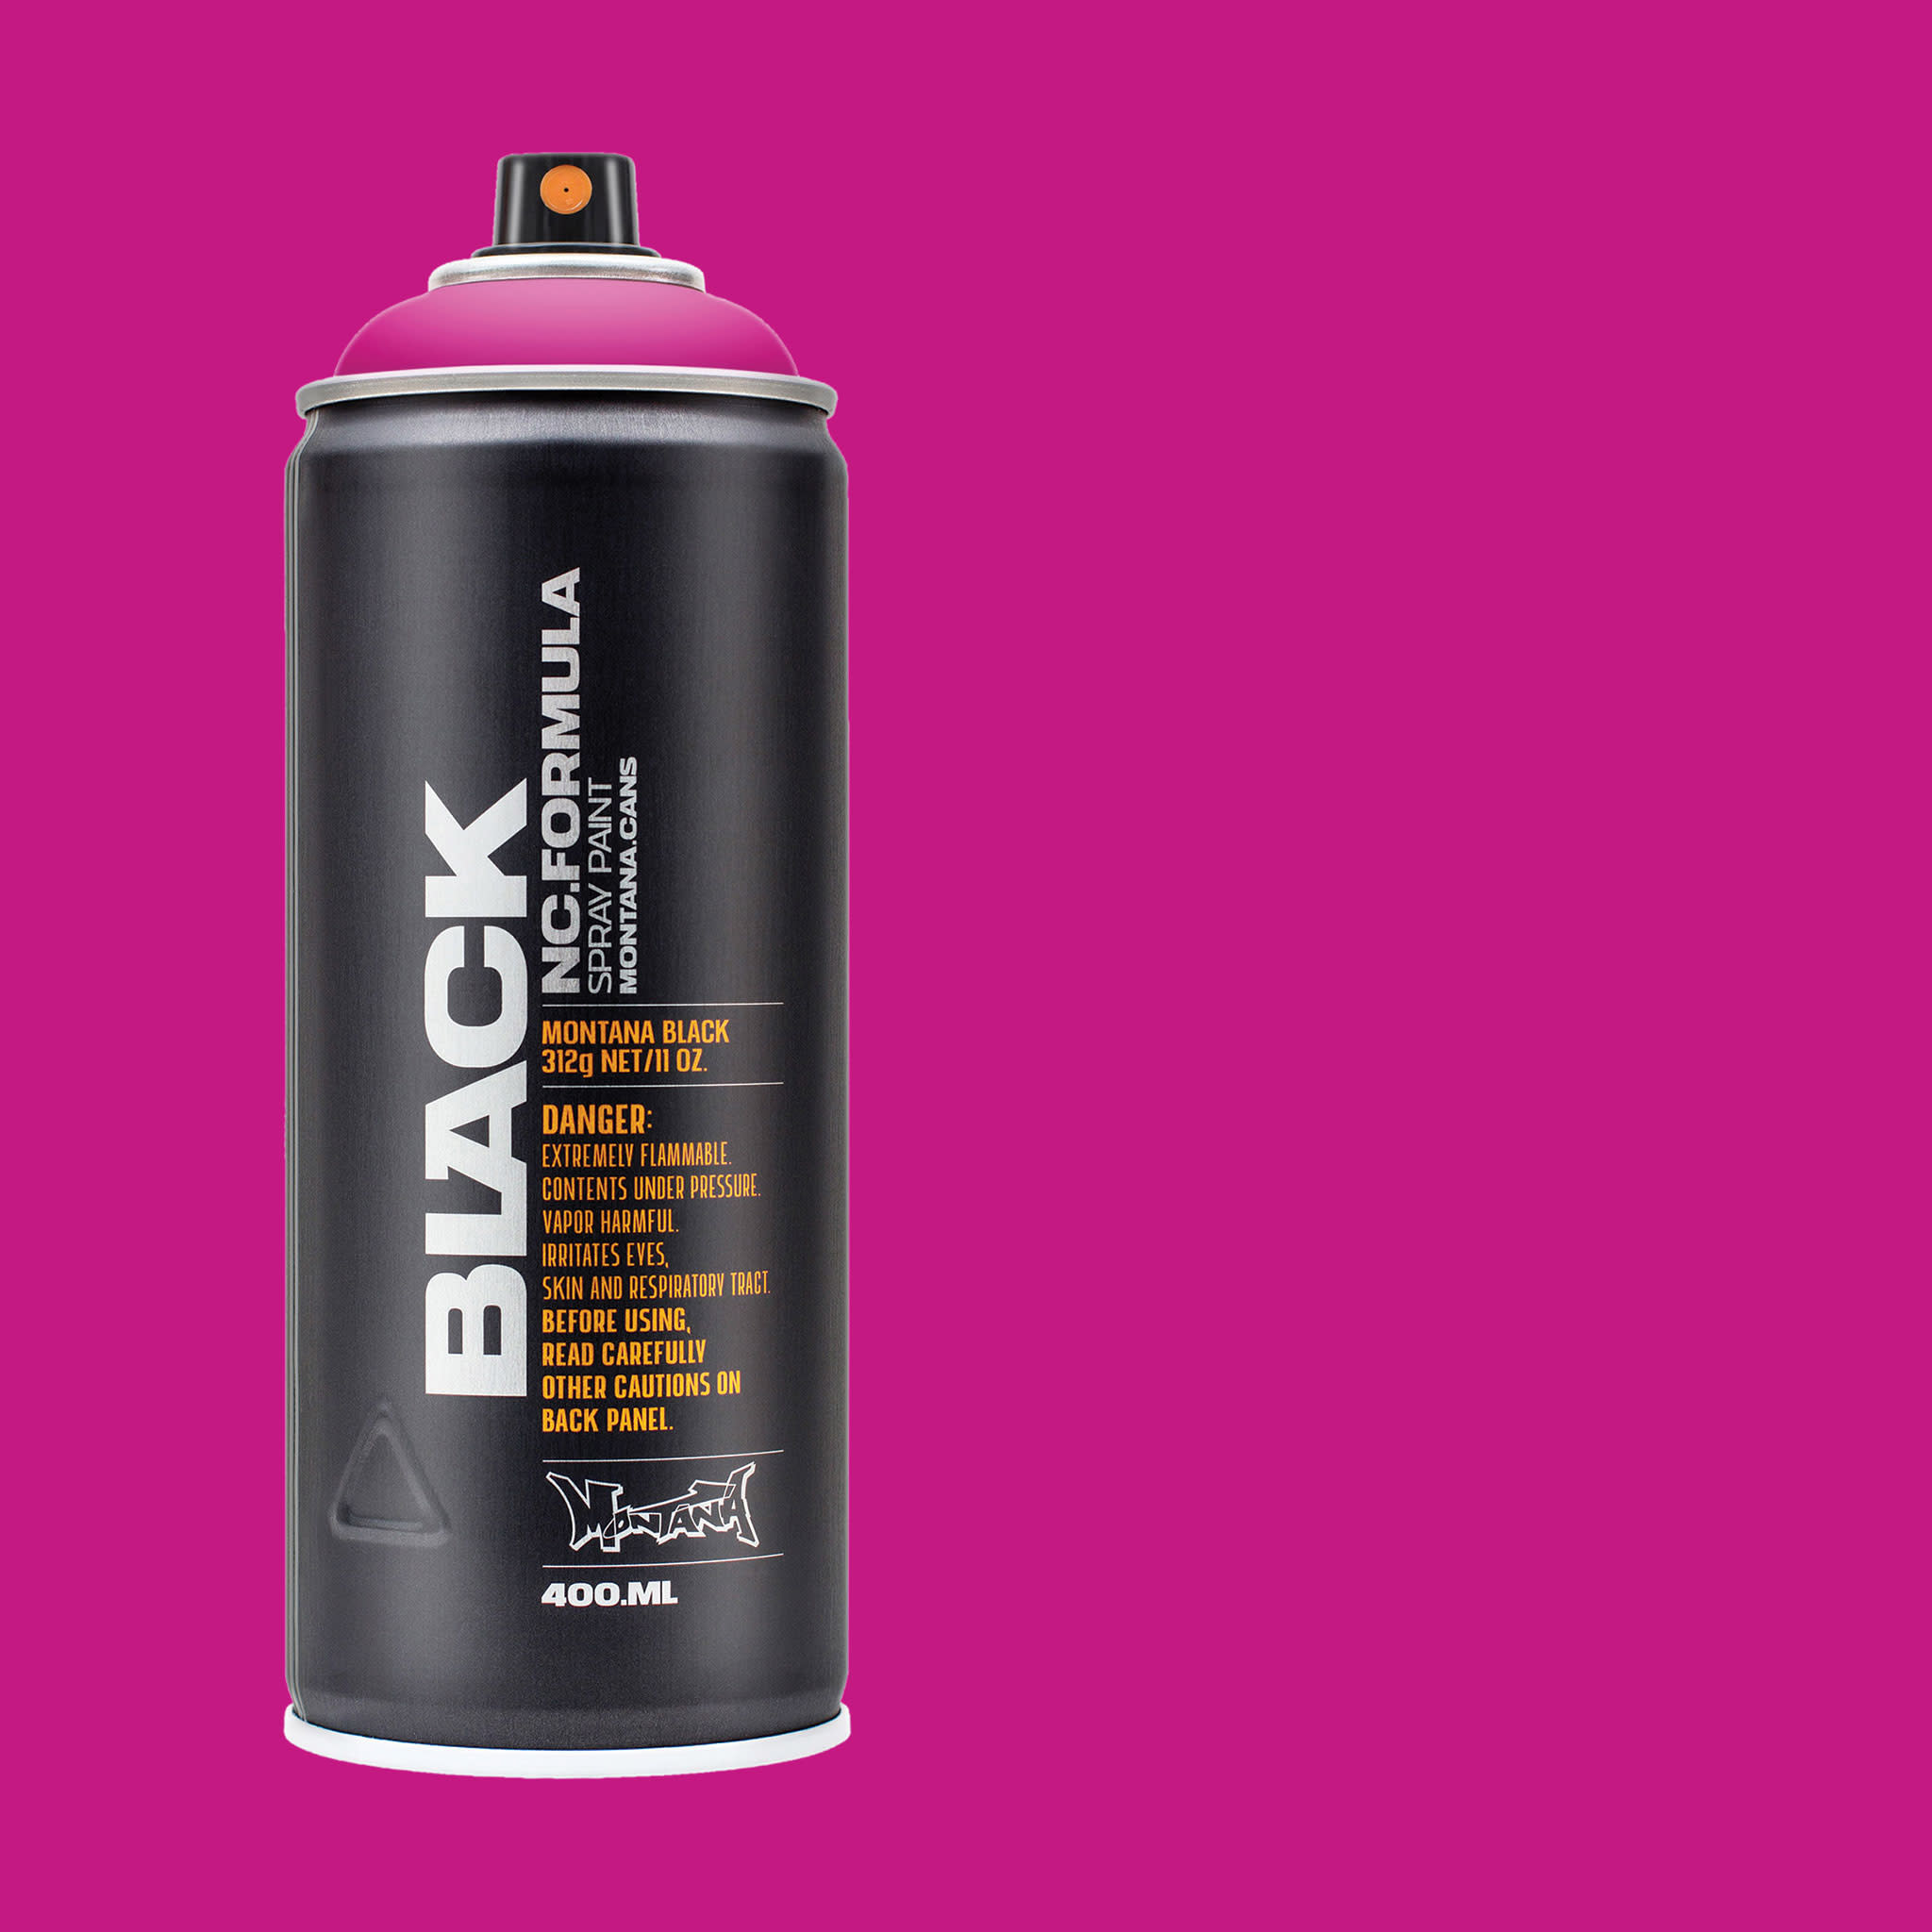 BLACK
NC.FORMULA
SPRAY PAINT
MONTANA.CANS
MONTANA BLACK
312g NET/11 OZ.
DANGER:
EXTREMELY FLAMMABLE.
CONTENTS UNDER PRESSURE.
VAPOR HARMFUL.
IRRITATES EYES,
SKIN AND RESPIRATORY TRACT.
BEFORE USING,
READ CAREFULLY
OTHER CAUTIONS ON
BACK PANEL.
MONTANA
400.ML